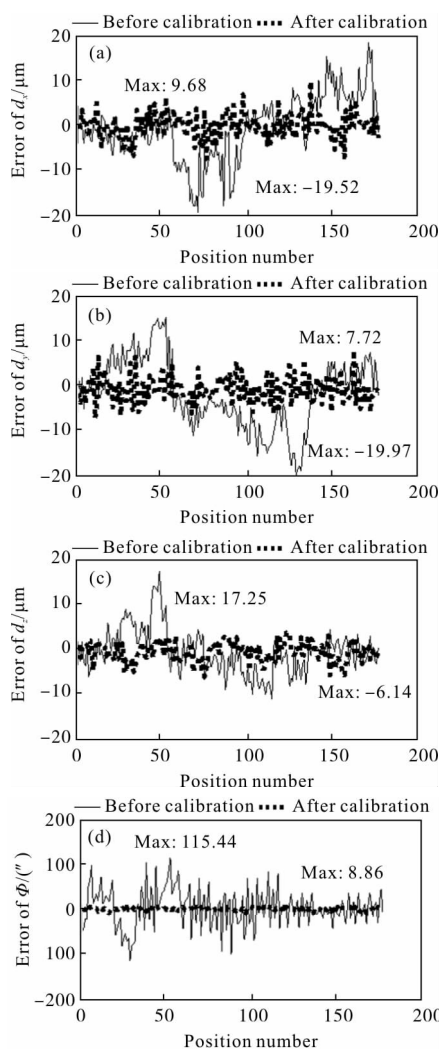 Before calibration After calibration
20
(a)
Max: 9.68
10
0
Error of dx/μm
−10
Max: −19.52
−20
0 50 100 150 200
Position number
Before calibration After calibration
20
(b)
Max: 7.72
10
0
Error of dy/μm
−10
Max: −19.97
−20
0 50 100 150 200
Position number
Before calibration After calibration
20
(c)
Max: 17.25
10
0
Error of dz/μm
−10
Max: −6.14
−20
0 50 100 150 200
Position number
Before calibration After calibration
200
(d)
Max: 115.44
100
Max: 8.86
0
Error of Φ/(″)
100
−200
0 50 100 150 200
Position number